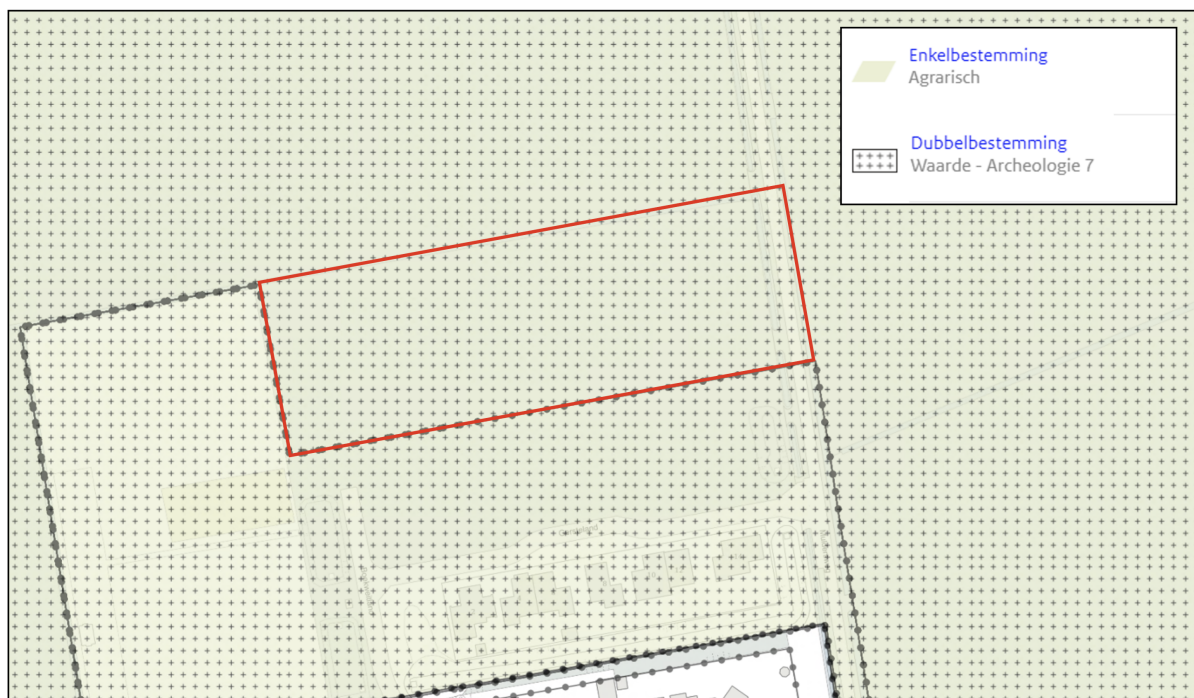 Enkelbestemming
Agrarisch
Dubbelbestemming
Waarde - Archeologie 7